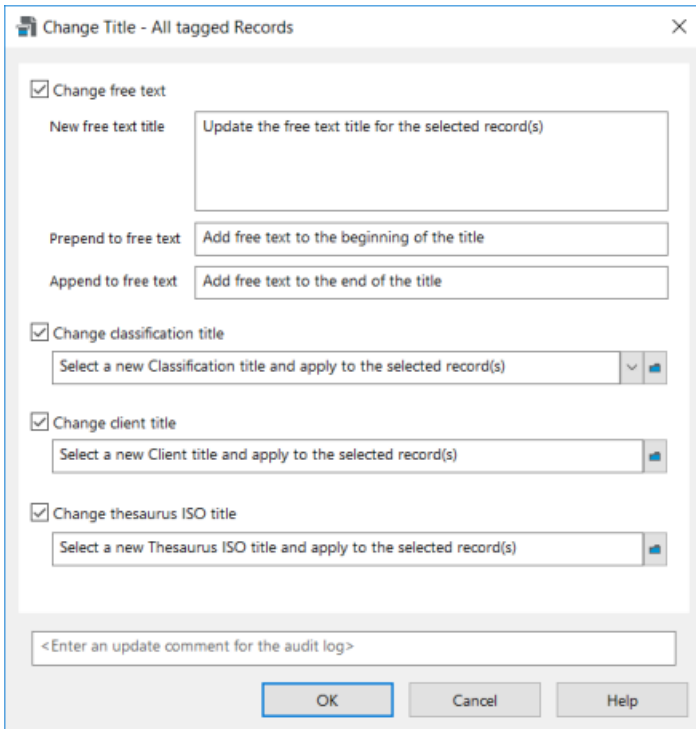 Change Title - All tagged Records
Change free text
New free text title
Update the free text title for the selected record(s)
Prepend to free text
Add free text to the beginning of the title
Append to free text
Add free text to the end of the title
Change classification title
Select a new Classification title and apply to the selected record(s)
Change client title
Select a new Client title and apply to the selected record(s)
Change thesaurus ISO title
Select a new Thesaurus ISO title and apply to the selected record(s)
<Enter an update comment for the audit log>
OK
Cancel
Help